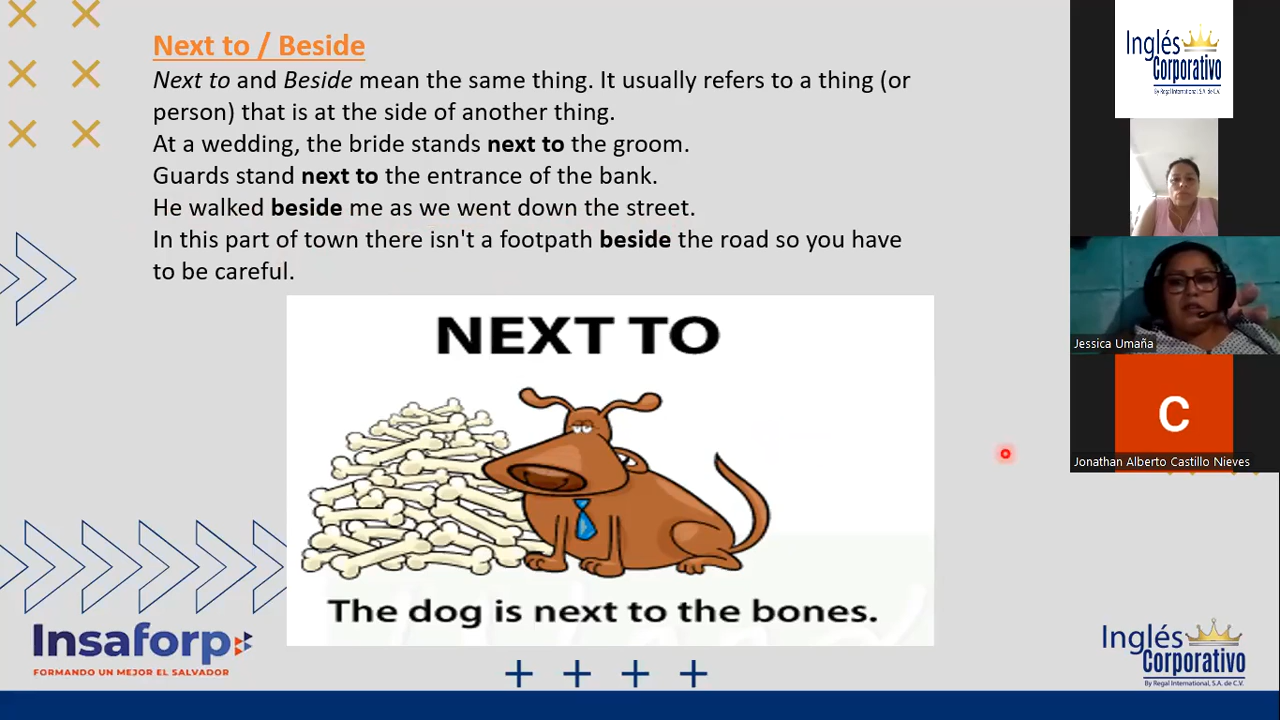 Next to / Beside
Next to and Beside mean the same thing. It usually refers to a thing (or
person) that is at the side of another thing.
At a wedding, the bride stands next to the groom.
Guards stand next to the entrance of the bank.
He walked beside me as we went down the street.
In this part of town there isn't a footpath beside the road so you have
to be careful.
NEXT TO
The dog is next to the bones.
Insaforp
FORMANDO UN MEJOR EL SALVADOR
Inglés
Corporativo
By Regal International, S.A. de C.V.
Inglés
Corporativo
By Regal International, S.A. de C.V.
Jessica Umaña
C
Jonathan Alberto Castillo Nieves